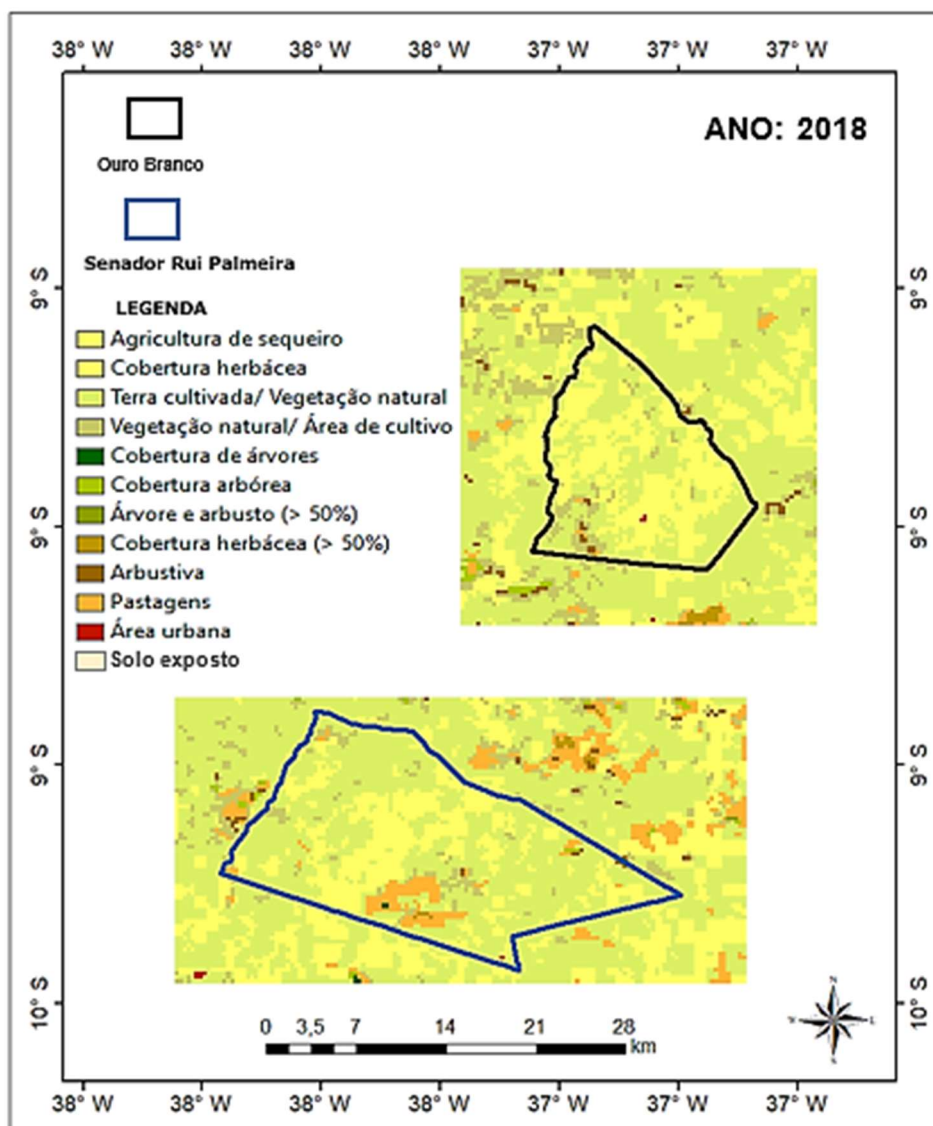 38° W 38° W 38° W 38° W 37° W 37° W 37° W
ANO: 2018
Ouro Branco
Senador Rui Palmeira
LEGENDA
Agricultura de sequeiro
Cobertura herbácea
Terra cultivada/ Vegetação natural
Vegetação natural/ Área de cultivo
Cobertura de árvores
Cobertura arbórea
Árvore e arbusto (> 50%)
Cobertura herbácea (> 50%)
Arbustiva
Pastagens
Área urbana
Solo exposto
9° S 9° S
9° S 9° S
9° S 9° S
10° S 10° S
0 3,5 7 14 21 28
km
N
W E
S
38° W 38° W 38° W 38° W 37° W 37° W 37° W